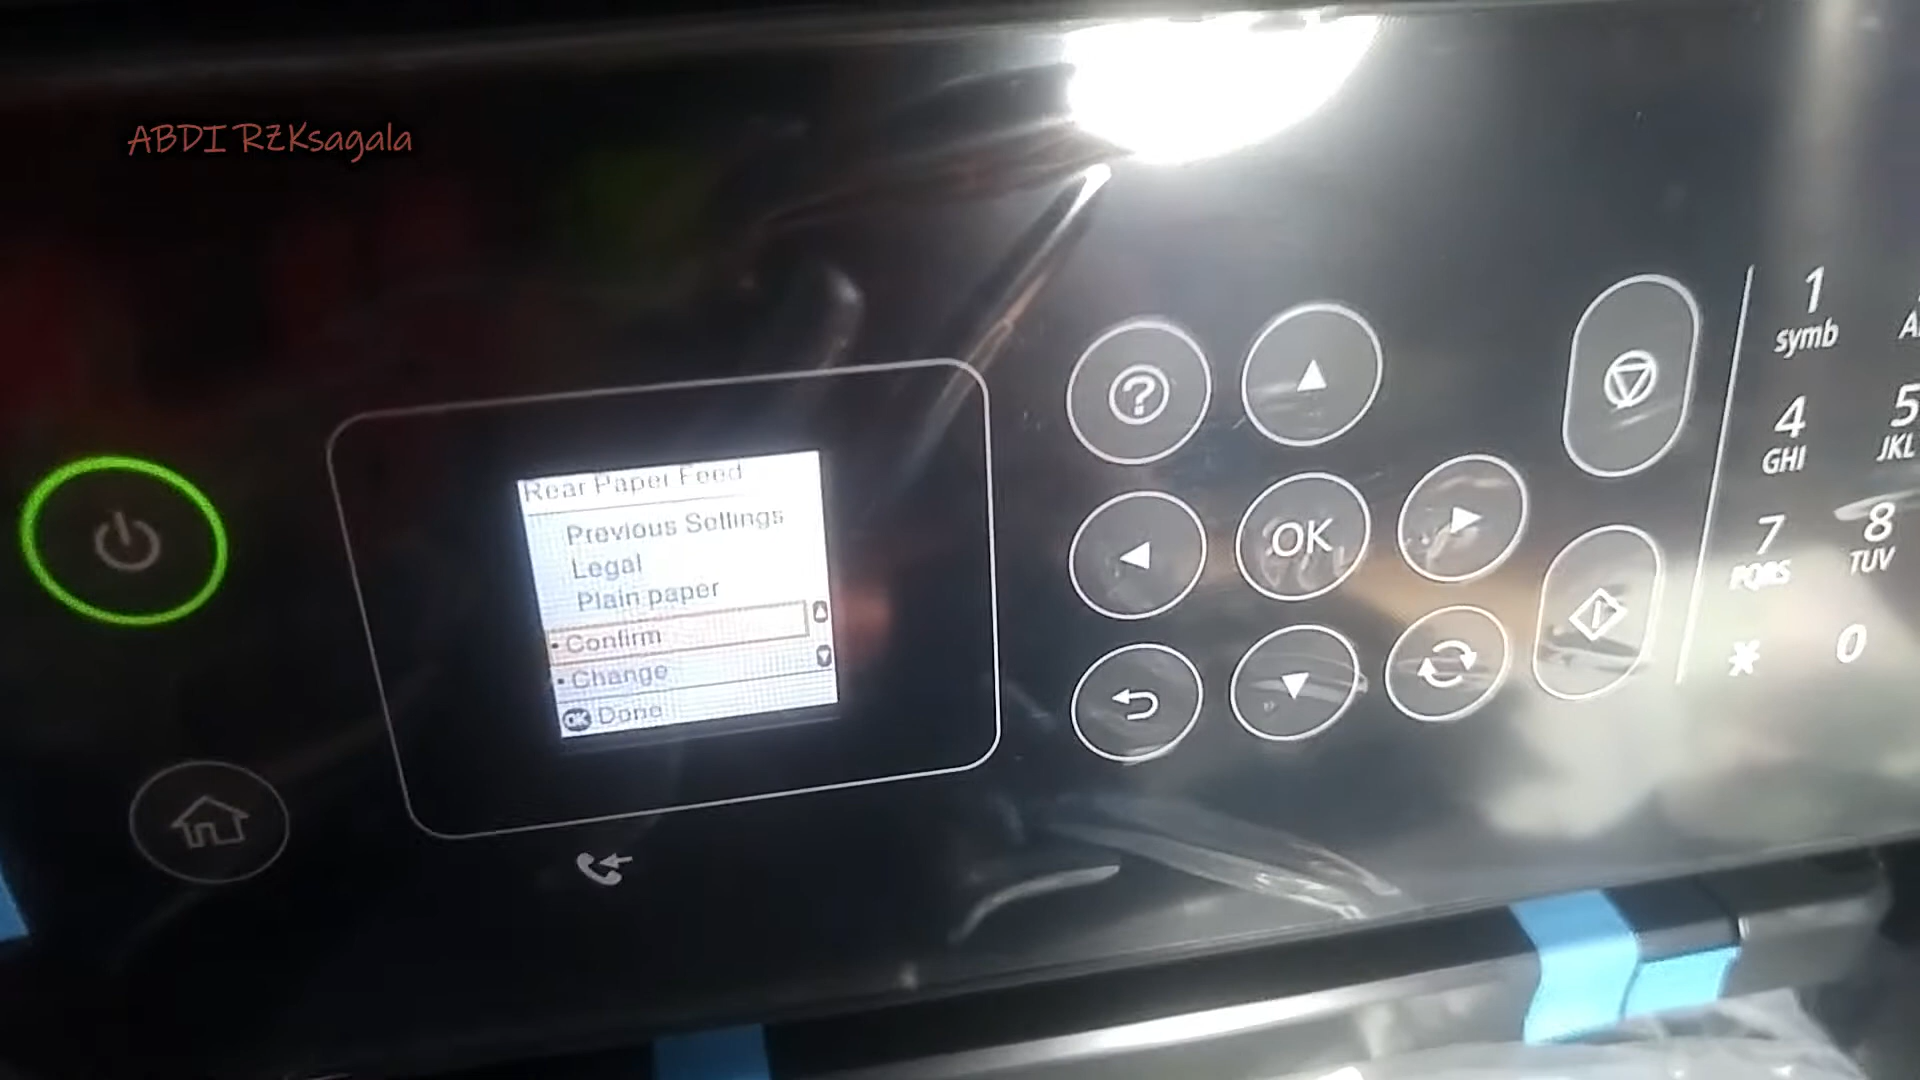 ABDI RZKsagala
Rear Paper Feed
Previous Settings
Legal
Plain paper
• Confirm
• Change
OK Done
?
OK
1
symb
4
GHI
5
JKL
7
PQRS
8
TUV
*
0